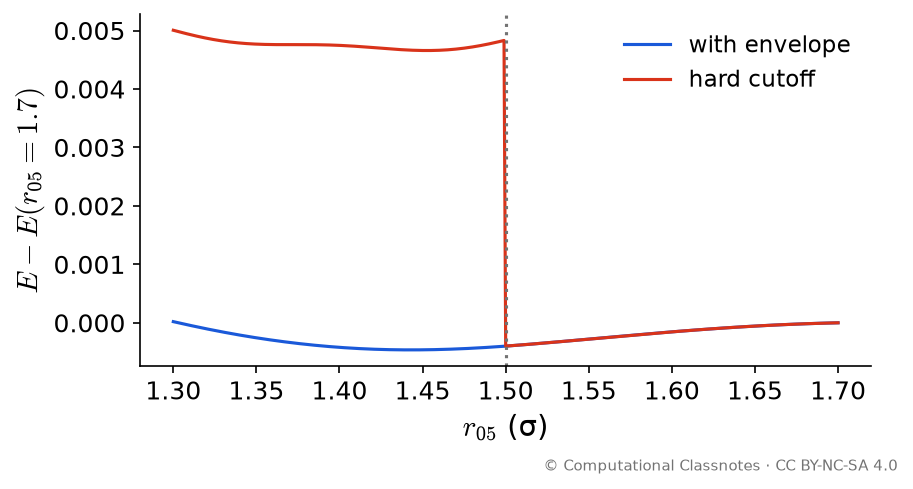 0.005
0.004
0.003
0.002
0.001
0.000
E − E(r₀₅ = 1.7)
with envelope
hard cutoff
1.30 1.35 1.40 1.45 1.50 1.55 1.60 1.65 1.70
r₀₅ (σ)
© Computational Classnotes · CC BY-NC-SA 4.0